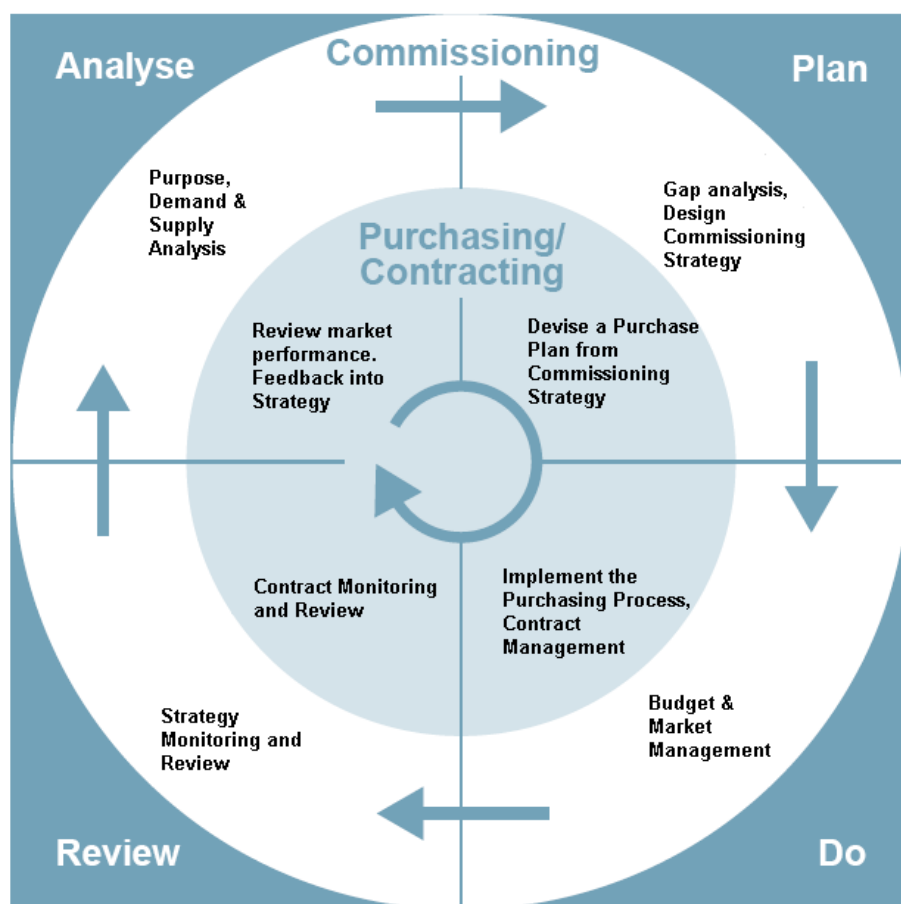 Analyse
Commissioning
Plan
Purpose,
Demand &
Supply
Analysis
Gap analysis,
Design
Commissioning
Strategy
Purchasing/
Contracting
Review market
performance.
Feedback into
Strategy
Devise a Purchase
Plan from
Commissioning
Strategy
Contract Monitoring
and Review
Implement the
Purchasing Process,
Contract
Management
Strategy
Monitoring and
Review
Budget &
Market
Management
Review
Do